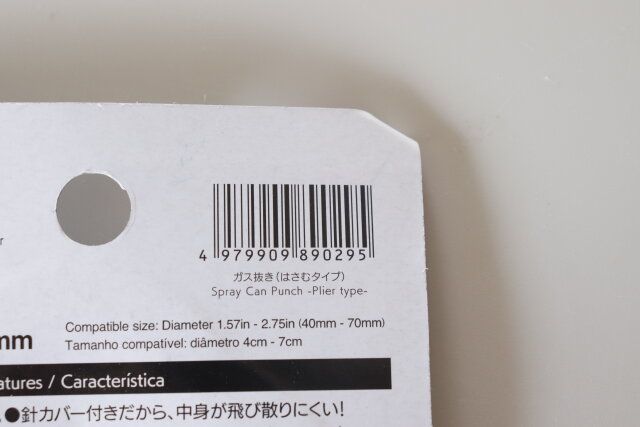 4 979909 890295
ガス抜き(はさむタイプ)
Spray Can Punch -Plier type-
Compatible size: Diameter 1.57in - 2.75in (40mm - 70mm)
mm
Tamanho compatível: diâmetro 4cm - 7cm
atures / Característica
●針カバー付きだから、中身が飛び散りにくい!